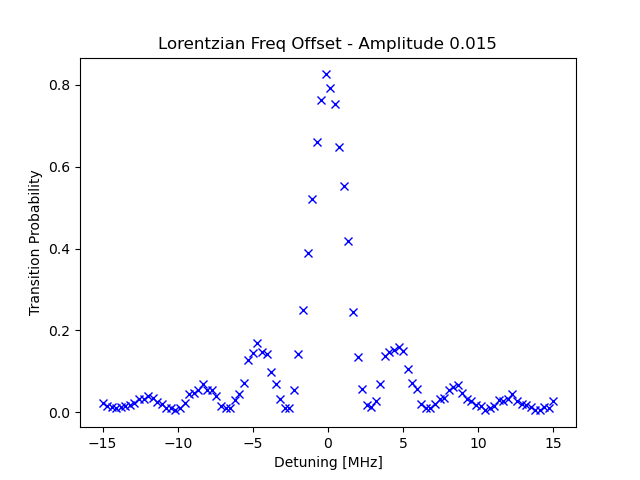 Lorentzian Freq Offset - Amplitude 0.015
Transition Probability
0.8
0.6
0.4
0.2
0.0
−15 −10 −5 0 5 10 15
Detuning [MHz]